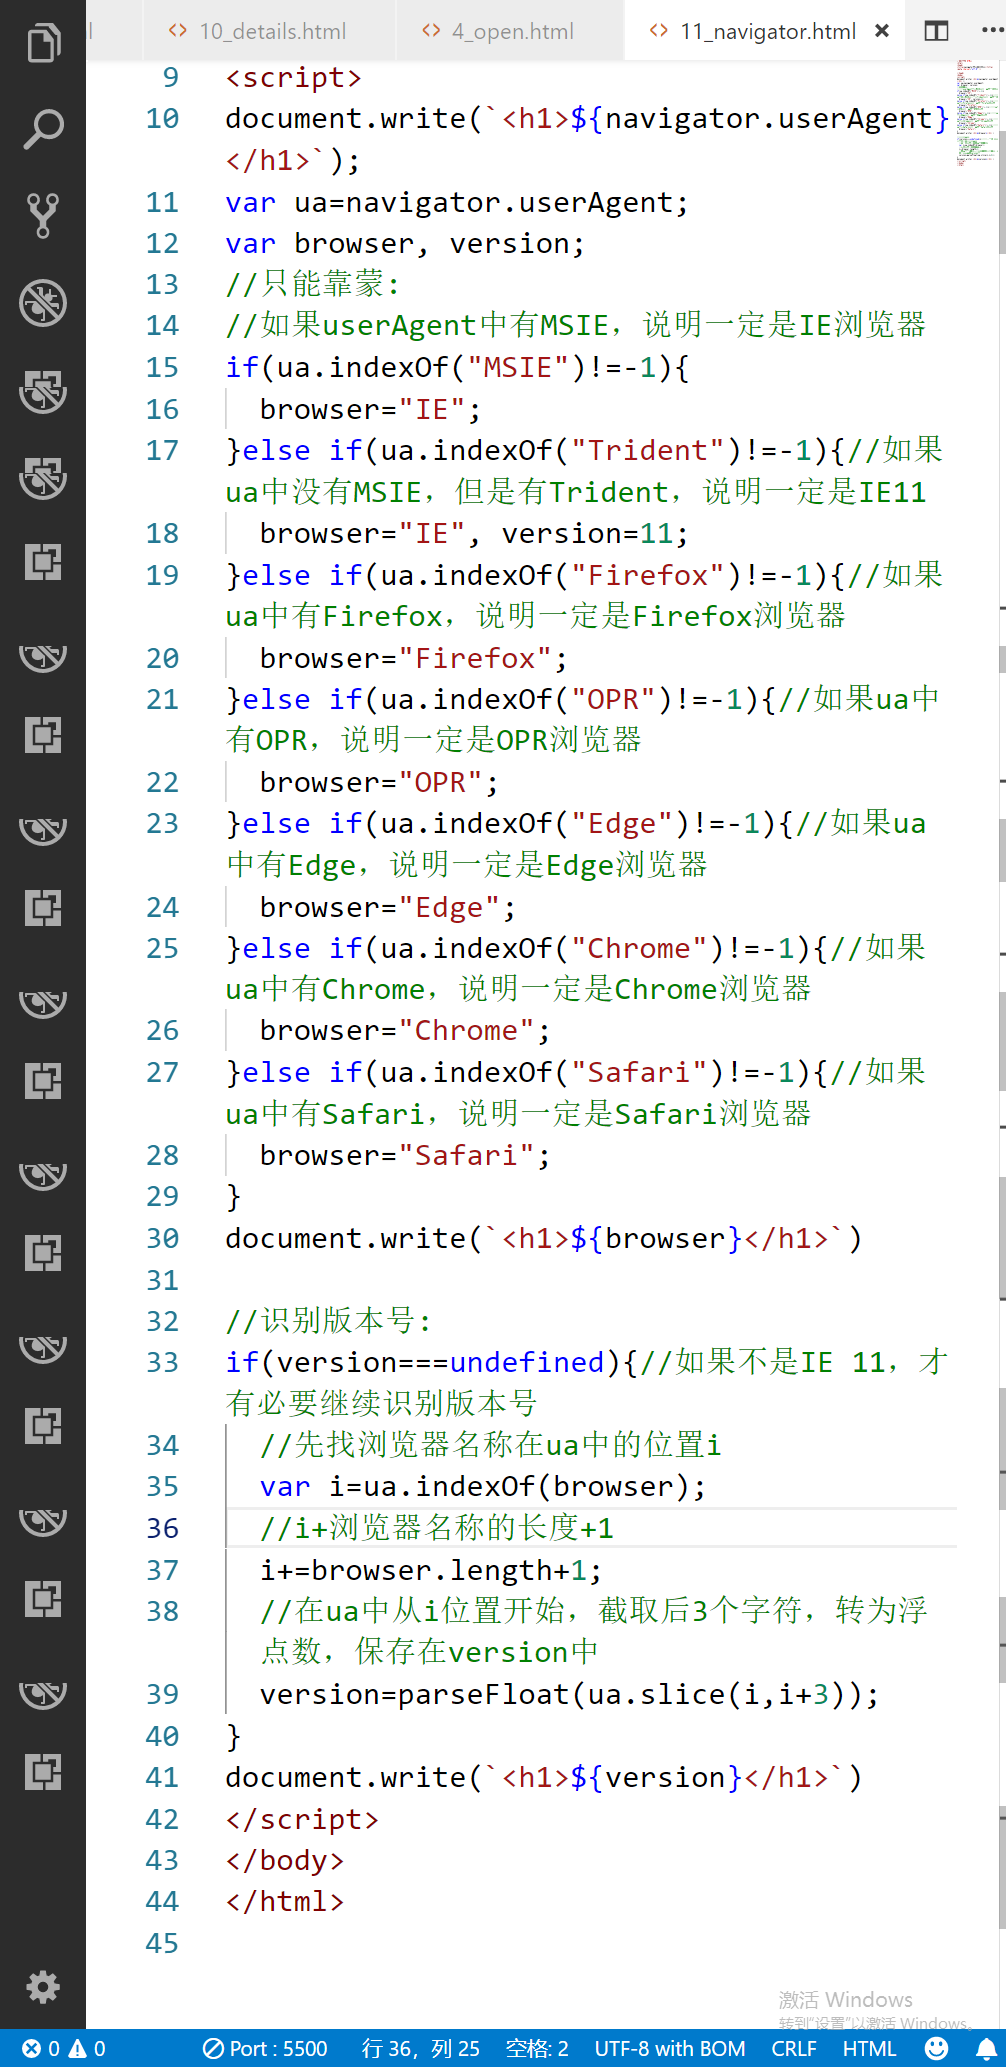 l
<> 10_details.html
<> 4_open.html
<> 11_navigator.html
9 <script>
10 document.write(`<h1>${navigator.userAgent}
</h1>`);
11 var ua=navigator.userAgent;
12 var browser, version;
13 //只能靠蒙:
14 //如果userAgent中有MSIE，说明一定是IE浏览器
15 if(ua.indexOf("MSIE")!=-1){
16 browser="IE";
17 }else if(ua.indexOf("Trident")!=-1){//如果
ua中没有MSIE，但是有Trident，说明一定是IE11
18 browser="IE", version=11;
19 }else if(ua.indexOf("Firefox")!=-1){//如果
ua中有Firefox，说明一定是Firefox浏览器
20 browser="Firefox";
21 }else if(ua.indexOf("OPR")!=-1){//如果ua中
有OPR，说明一定是OPR浏览器
22 browser="OPR";
23 }else if(ua.indexOf("Edge")!=-1){//如果ua
中有Edge，说明一定是Edge浏览器
24 browser="Edge";
25 }else if(ua.indexOf("Chrome")!=-1){//如果
ua中有Chrome，说明一定是Chrome浏览器
26 browser="Chrome";
27 }else if(ua.indexOf("Safari")!=-1){//如果
ua中有Safari，说明一定是Safari浏览器
28 browser="Safari";
29 }
30 document.write(`<h1>${browser}</h1>`)
31
32 //识别版本号:
33 if(version===undefined){//如果不是IE 11，才
有必要继续识别版本号
34 //先找浏览器名称在ua中的位置i
35 var i=ua.indexOf(browser);
36 //i+浏览器名称的长度+1
37 i+=browser.length+1;
38 //在ua中从i位置开始，截取后3个字符，转为浮
点数，保存在version中
39 version=parseFloat(ua.slice(i,i+3));
40 }
41 document.write(`<h1>${version}</h1>`)
42 </script>
43 </body>
44 </html>
45
激活 Windows
转到“设置”以激活 Windows。
0 0 Port : 5500 行 36，列 25 空格: 2 UTF-8 with BOM CRLF HTML